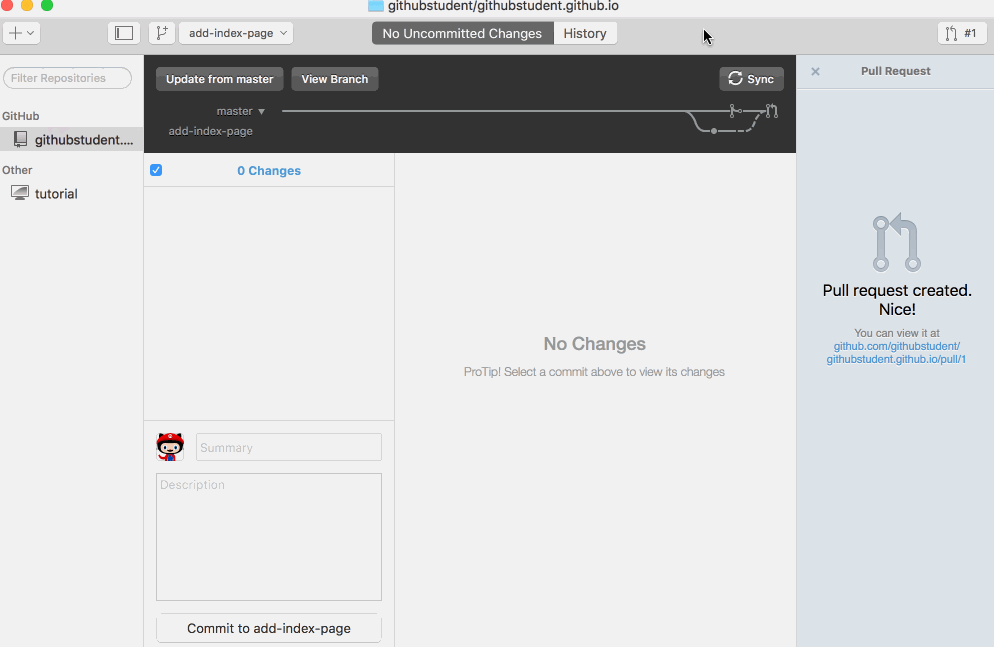 githubstudent/githubstudent.github.io
add-index-page
No Uncommitted Changes
History
#1
Filter Repositories
GitHub
githubstudent....
Other
tutorial
Update from master
View Branch
Sync
master
add-index-page
0 Changes
No Changes
ProTip! Select a commit above to view its changes
Summary
Description
Commit to add-index-page
Pull Request
Pull request created.
Nice!
You can view it at
github.com/githubstudent/
githubstudent.github.io/pull/1